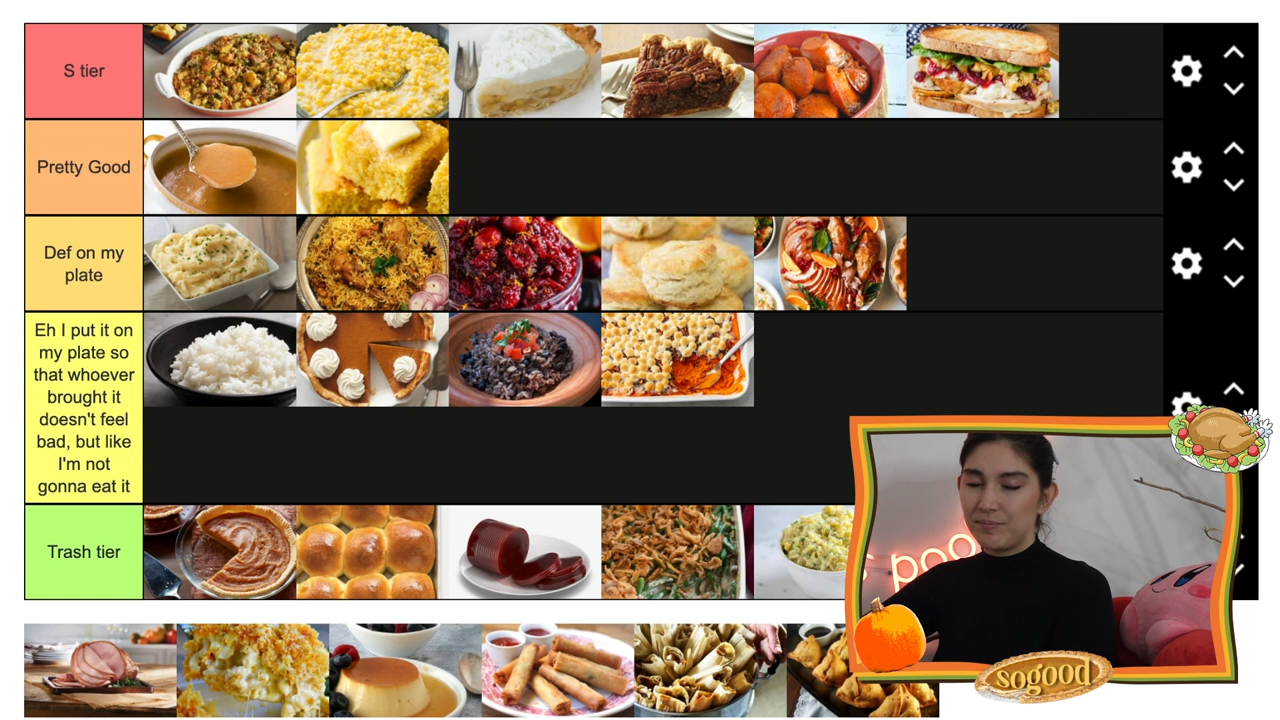 S tier
Pretty Good
Def on my
plate
Eh I put it on
my plate so
that whoever
brought it
doesn't feel
bad, but like
I'm not
gonna eat it
Trash tier
poo
sogood